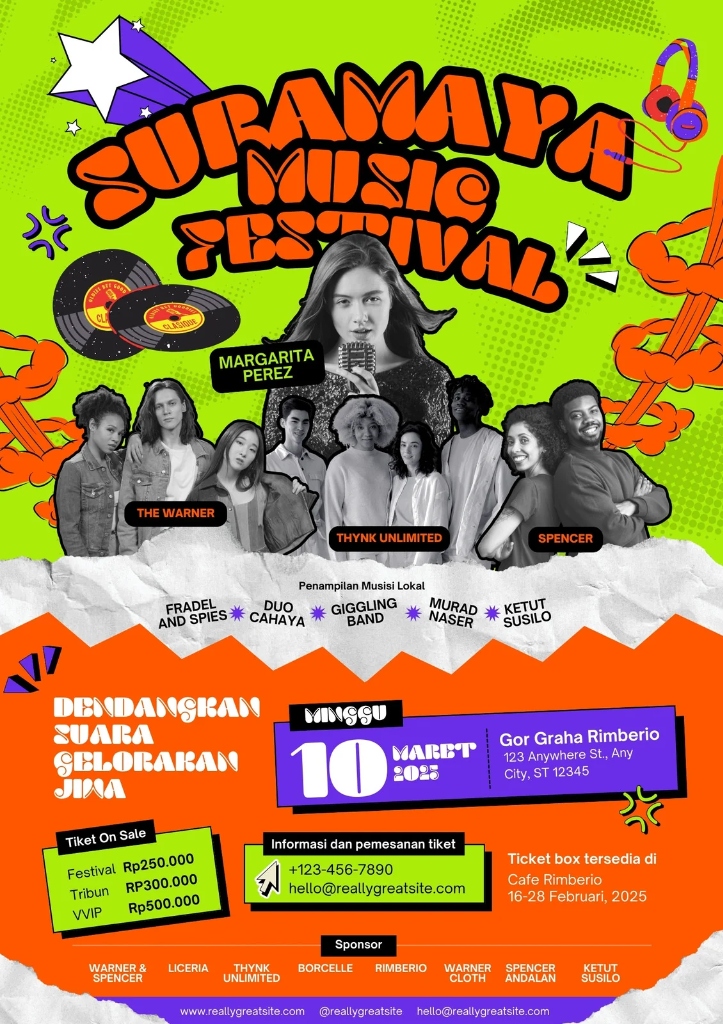 SURAMAYA
MUSIC
FESTIVAL
MARGARITA
PEREZ
THE WARNER
THYNK UNLIMITED
SPENCER
Penampilan Musisi Lokal
FRADEL
AND SPIES
DUO
CAHAYA
GIGGLING
BAND
MURAD
NASER
KETUT
SUSILO
DENDANGKAN
SUARA
GELORAKAN
JIWA
MINGGU
10
MARET
2025
Gor Graha Rimberio
123 Anywhere St., Any
City, ST 12345
Tiket On Sale
Festival Rp250.000
Tribun Rp300.000
VVIP Rp500.000
Informasi dan pemesanan tiket
+123-456-7890
hello@reallygreatsite.com
Ticket box tersedia di
Cafe Rimberio
16-28 Februari, 2025
Sponsor
WARNER &
SPENCER
LICERIA
THYNK
UNLIMITED
BORCELLE
RIMBERIO
WARNER
CLOTH
SPENCER
ANDALAN
KETUT
SUSILO
www.reallygreatsite.com @reallygreatsite hello@reallygreatsite.com